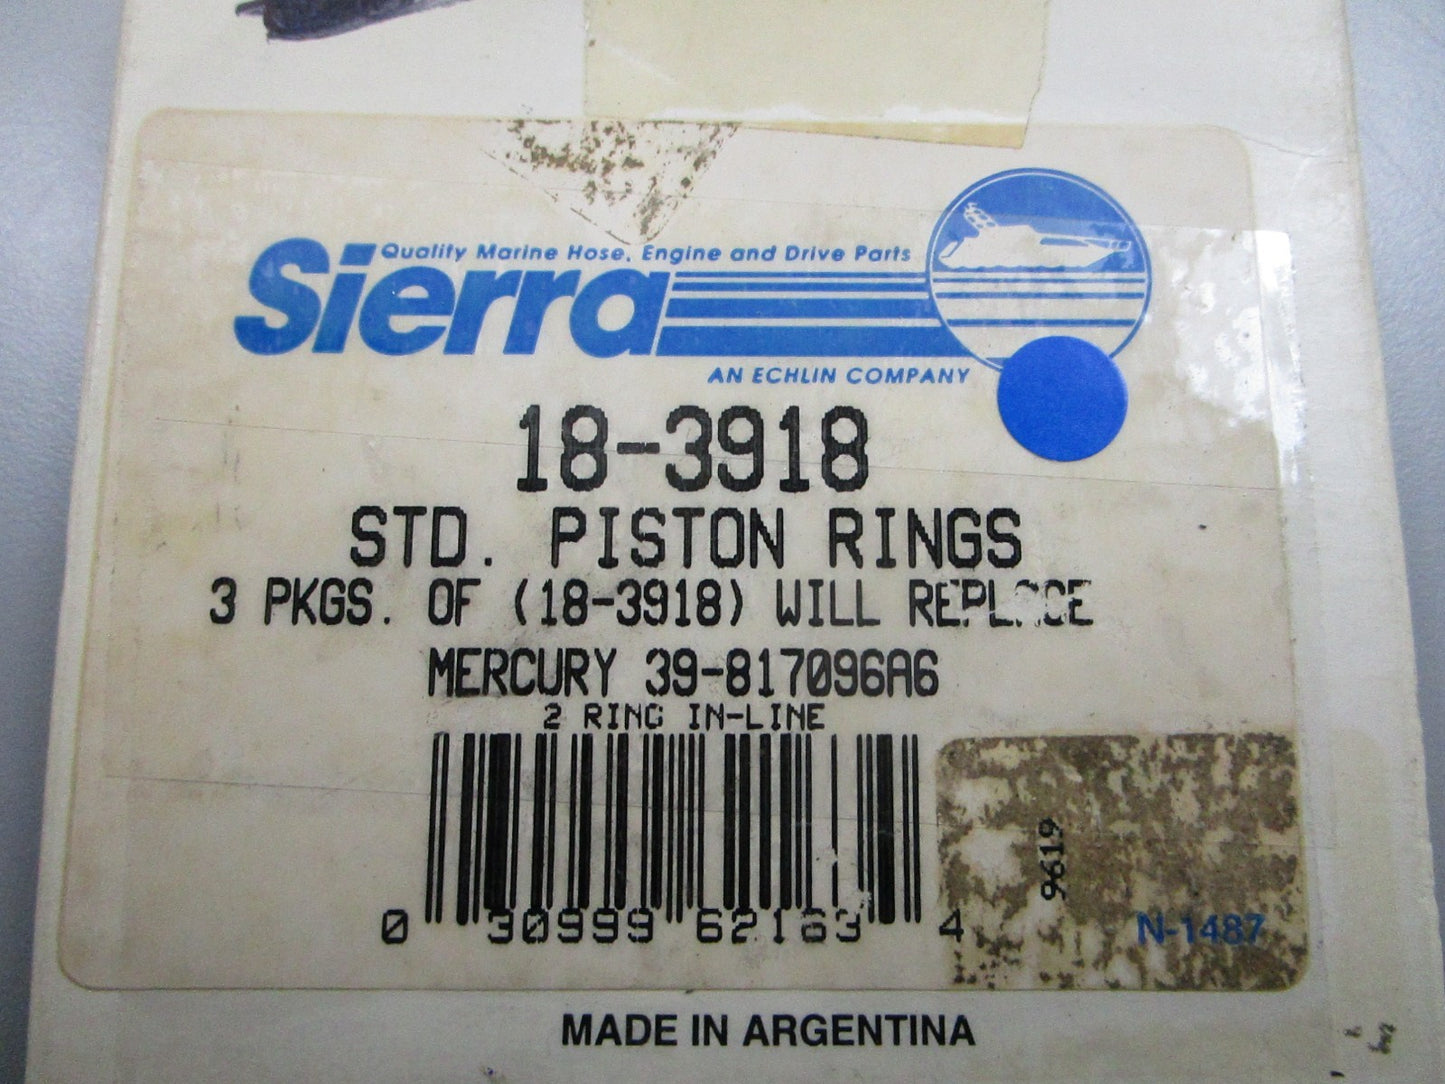 Quality Marine Hose, Engine and Drive Parts
Sierra
AN ECHLIN COMPANY
18-3918
STD. PISTON RINGS
3 PKGS. OF (18-3918) WILL REPLACE
MERCURY 39-817096A6
2 RING IN-LINE
0 30999 62163 4
9619
N-1487
MADE IN ARGENTINA